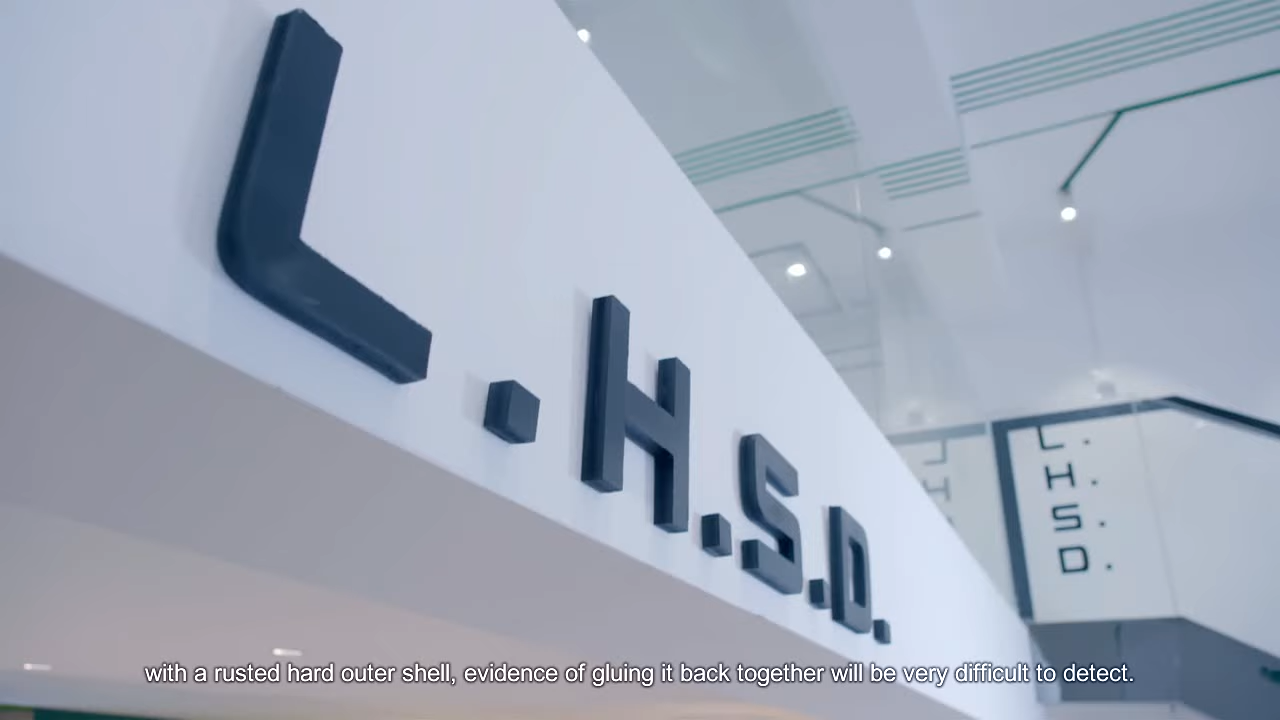 L.H.S.D.
L.
H.
S.
D.
with a rusted hard outer shell, evidence of gluing it back together will be very difficult to detect.